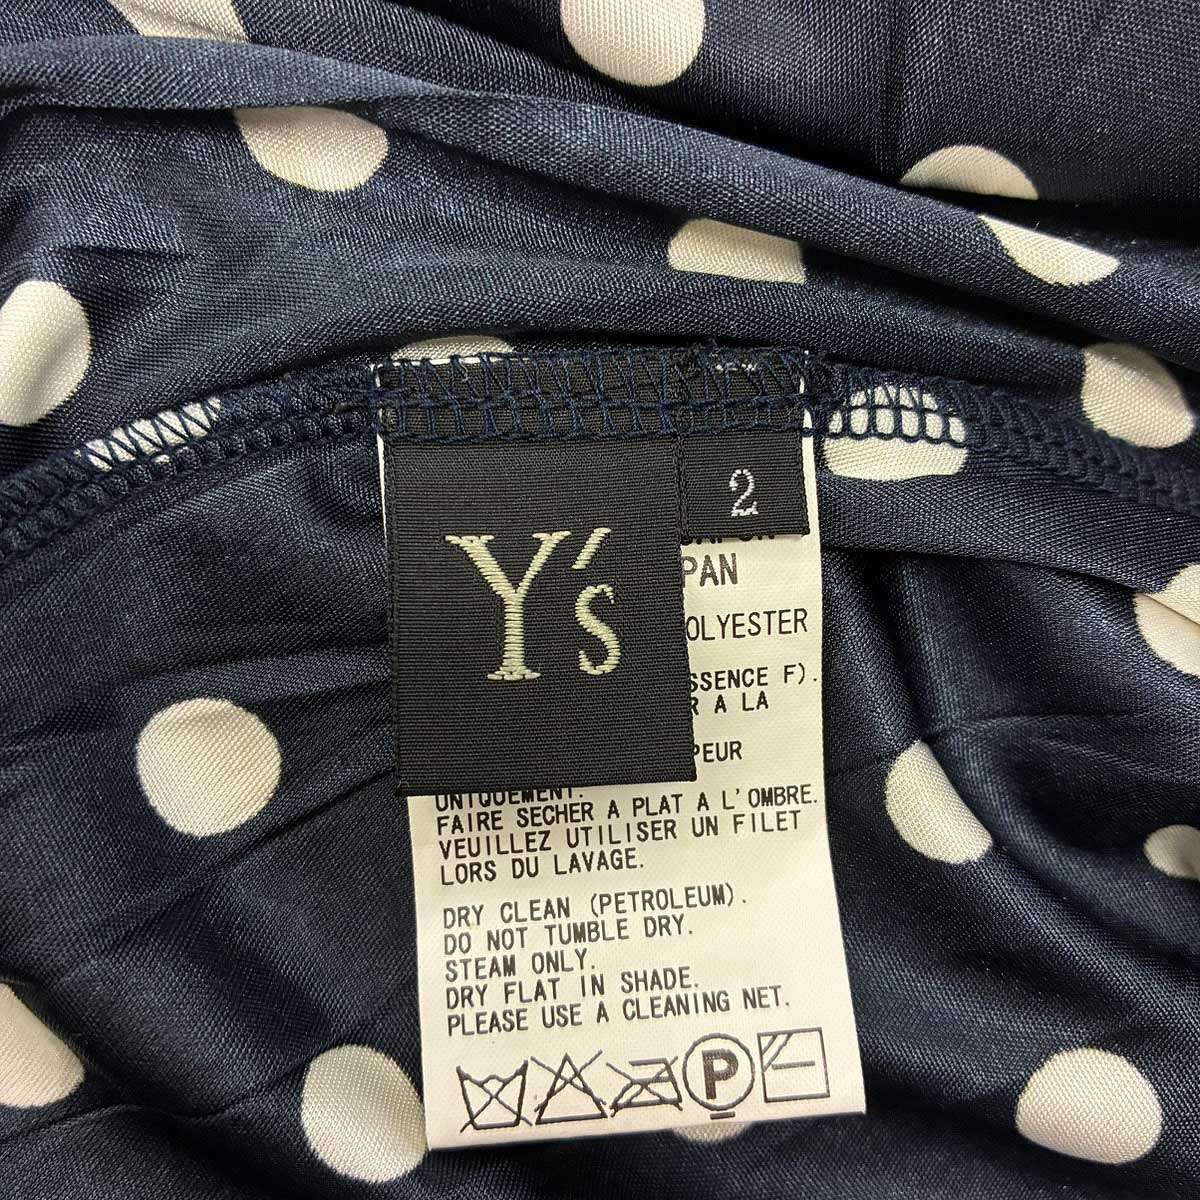 Y's
2
PAN
OLYESTER
SSENCE F).
R A LA
PEUR
UNIQUEMENT.
FAIRE SECHER A PLAT A L'OMBRE.
VEUILLEZ UTILISER UN FILET
LORS DU LAVAGE.
DRY CLEAN (PETROLEUM).
DO NOT TUMBLE DRY.
STEAM ONLY.
DRY FLAT IN SHADE.
PLEASE USE A CLEANING NET.
P